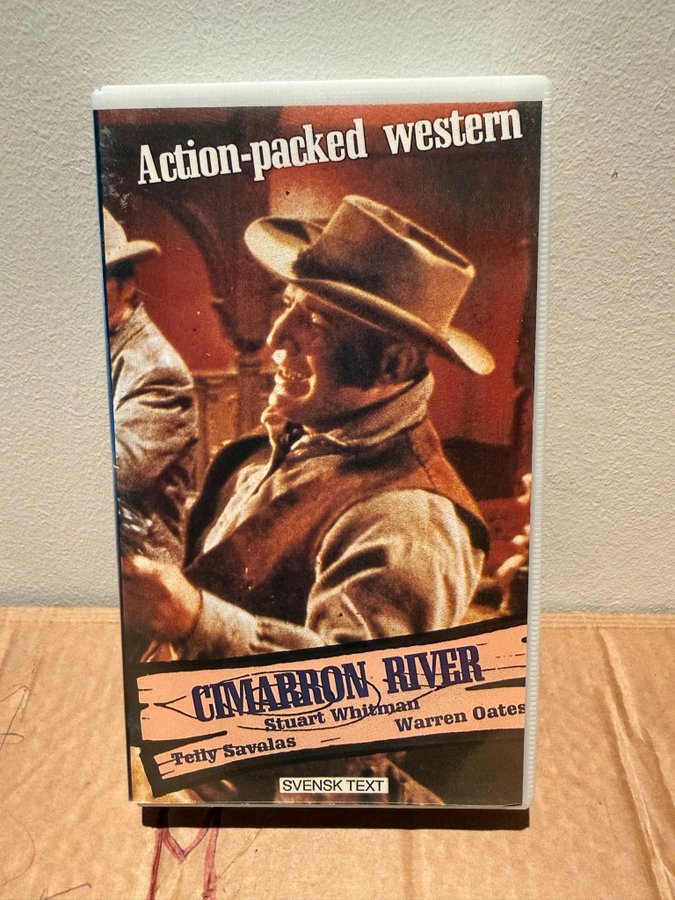 Action-packed western
CIMARRON RIVER
Stuart Whitman
Warren Oates
Telly Savalas
SVENSK TEXT